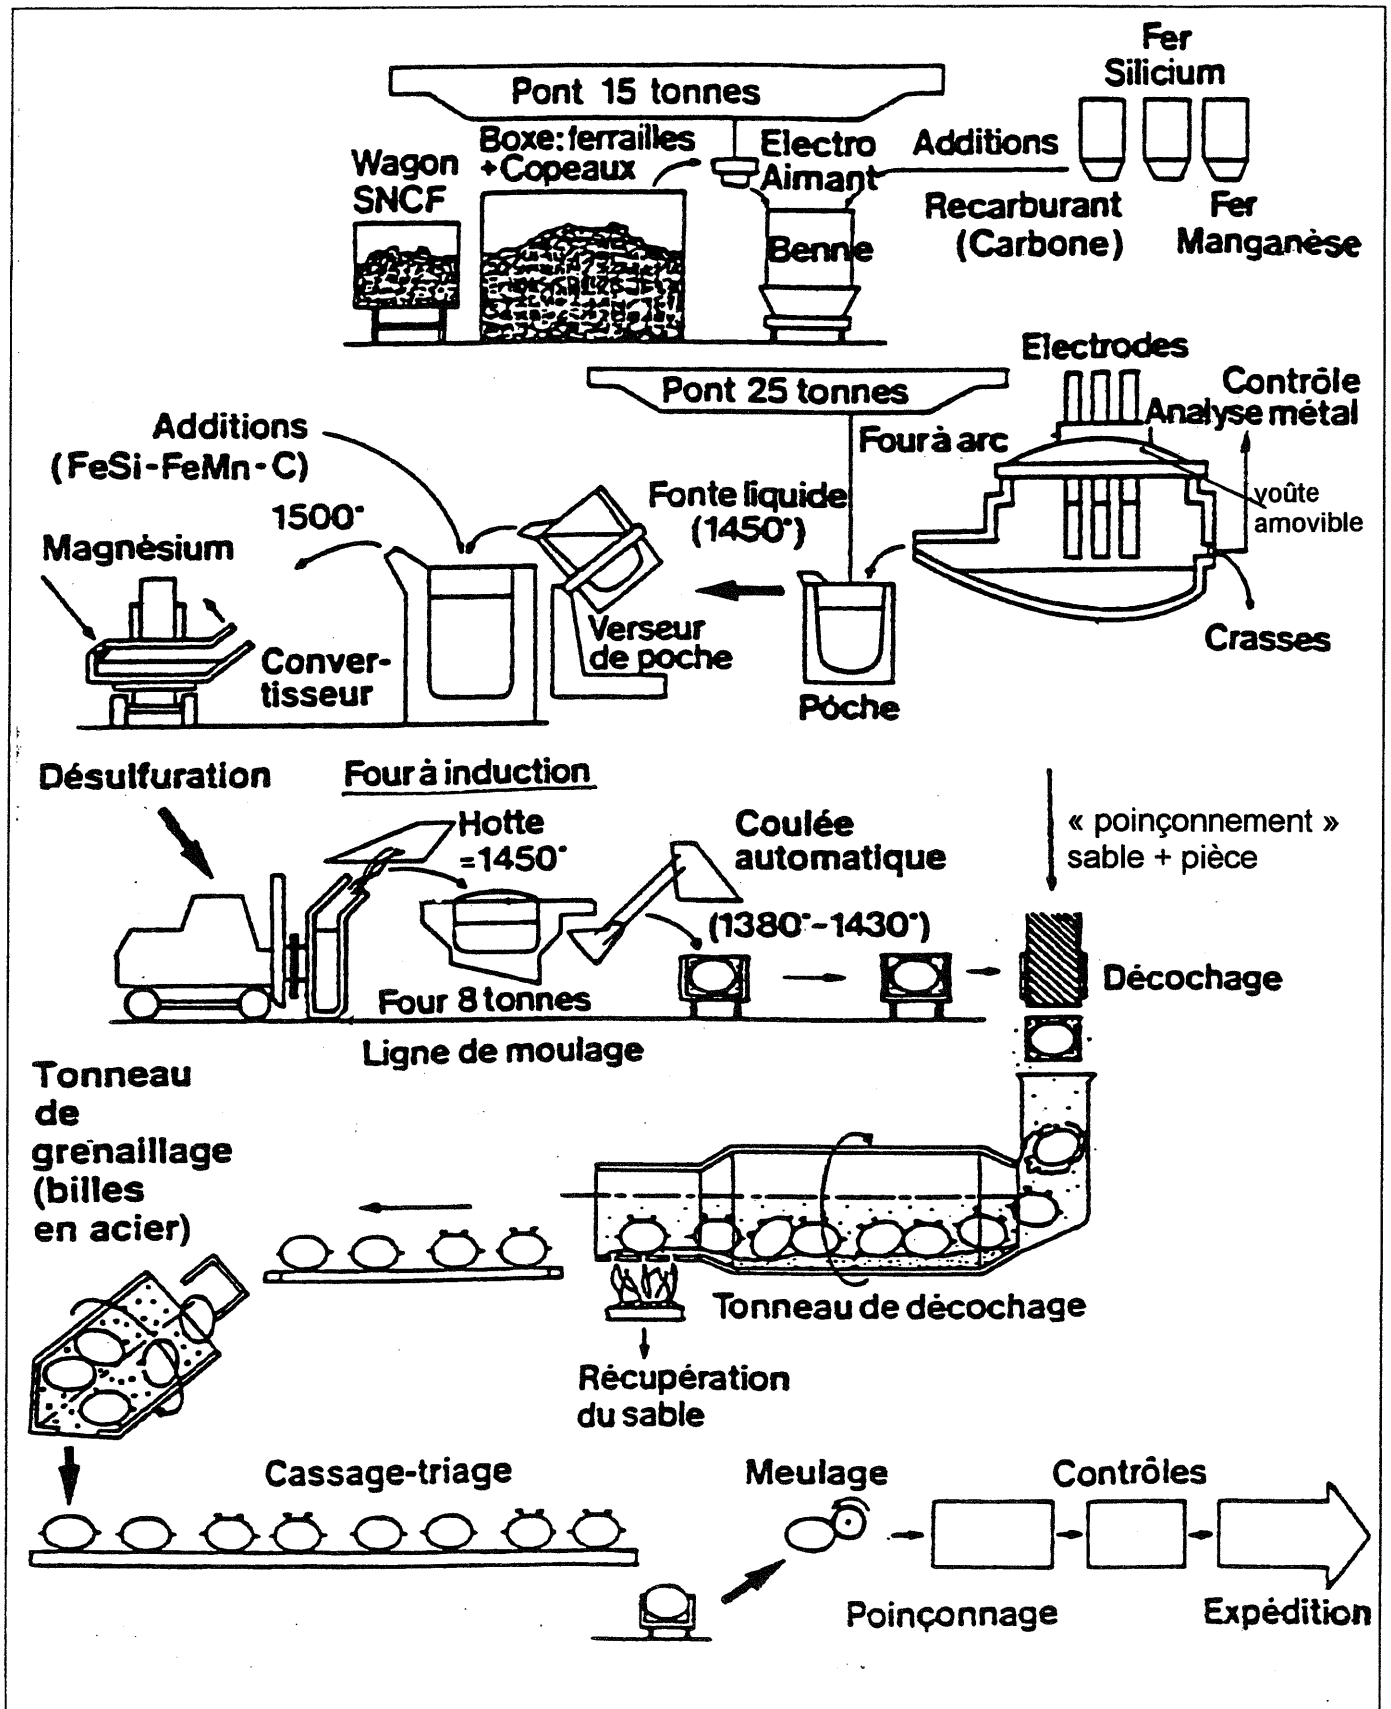 Fer
Silicium
Pont 15 tonnes
Boxe: ferrailles
+Copeaux
Electro
Aimant
Additions
Wagon
SNCF
Recarburant
(Carbone)
Fer
Manganèse
Benne
Electrodes
Pont 25 tonnes
Contrôle
Analyse métal
Additions
(FeSi-FeMn-C)
Four à arc
1500°
Fonte liquide
(1450°)
voûte
amovible
Magnésium
Conver-
tisseur
Verseur
de poche
Crasses
Pôche
Désulfuration
Four à induction
Hotte
=1450°
Coulée
automatique
(1380°-1430°)
« poinçonnement »
sable + pièce
Décochage
Four 8 tonnes
Ligne de moulage
Tonneau
de
grenaillage
(billes
en acier)
Tonneau de décochage
Récupération
du sable
Cassage-triage
Meulage
Contrôles
Poinçonnage
Expédition